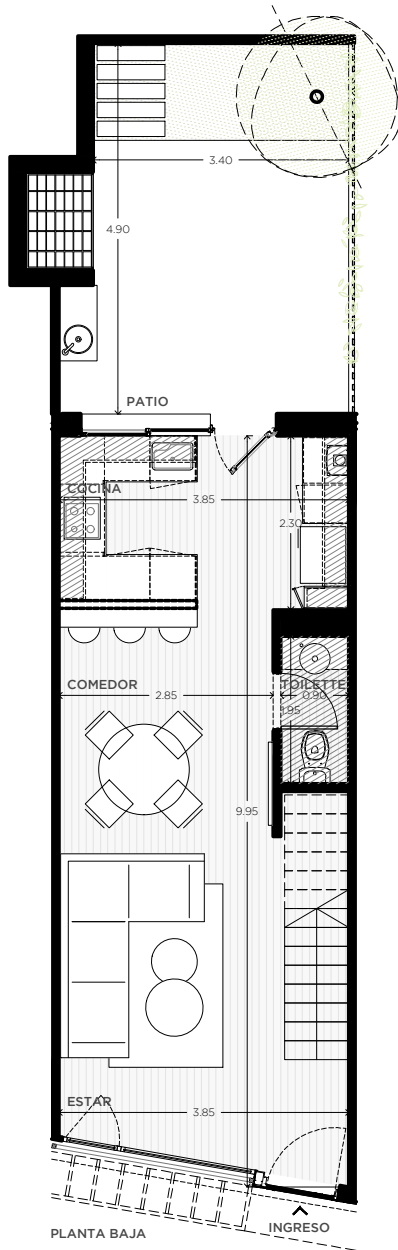 3.40
4.90
PATIO
COCINA
3.85
2.30
COMEDOR
2.85
TOILETTE
0.90
1.95
9.95
ESTAR
3.85
INGRESO
PLANTA BAJA